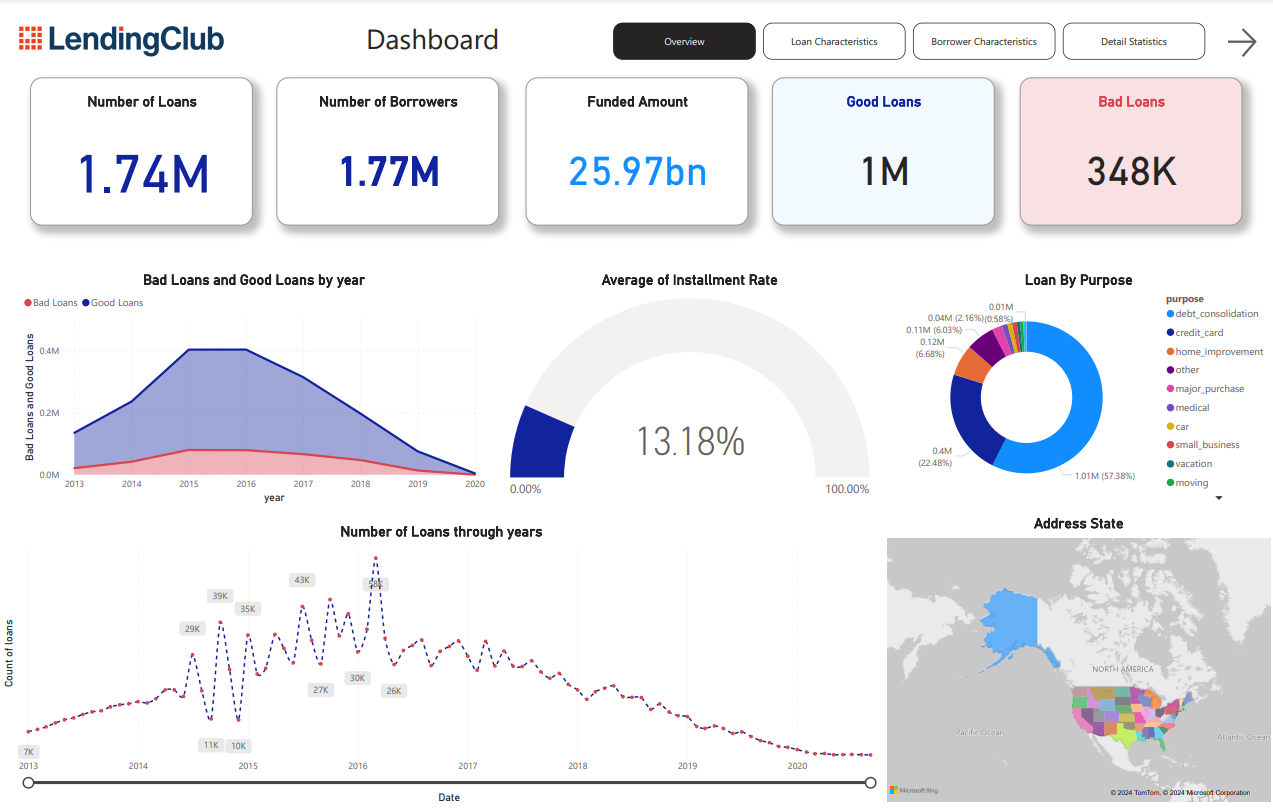 LendingClub
Dashboard
Overview
Loan Characteristics
Borrower Characteristics
Detail Statistics
Number of Loans
1.74M
Number of Borrowers
1.77M
Funded Amount
25.97bn
Good Loans
1M
Bad Loans
348K
Bad Loans and Good Loans by year
Bad Loans
Good Loans
Bad Loans and Good Loans
0.4M
0.2M
0.0M
2013
2014
2015
2016
2017
2018
2019
2020
year
Average of Installment Rate
13.18%
0.00%
100.00%
Loan By Purpose
0.01M
(0.58%)
0.04M (2.16%)
0.11M (6.03%)
0.12M
(6.68%)
0.4M
(22.48%)
1.01M (57.38%)
purpose
debt_consolidation
credit_card
home_improvement
other
major_purchase
medical
car
small_business
vacation
moving
Number of Loans through years
Count of loans
7K
29K
11K
39K
10K
35K
43K
27K
30K
58K
26K
2013
2014
2015
2016
2017
2018
2019
2020
Date
Address State
NORTH AMERICA
Pacific Ocean
Atlantic Ocean
Microsoft Bing
© 2024 TomTom, © 2024 Microsoft Corporation